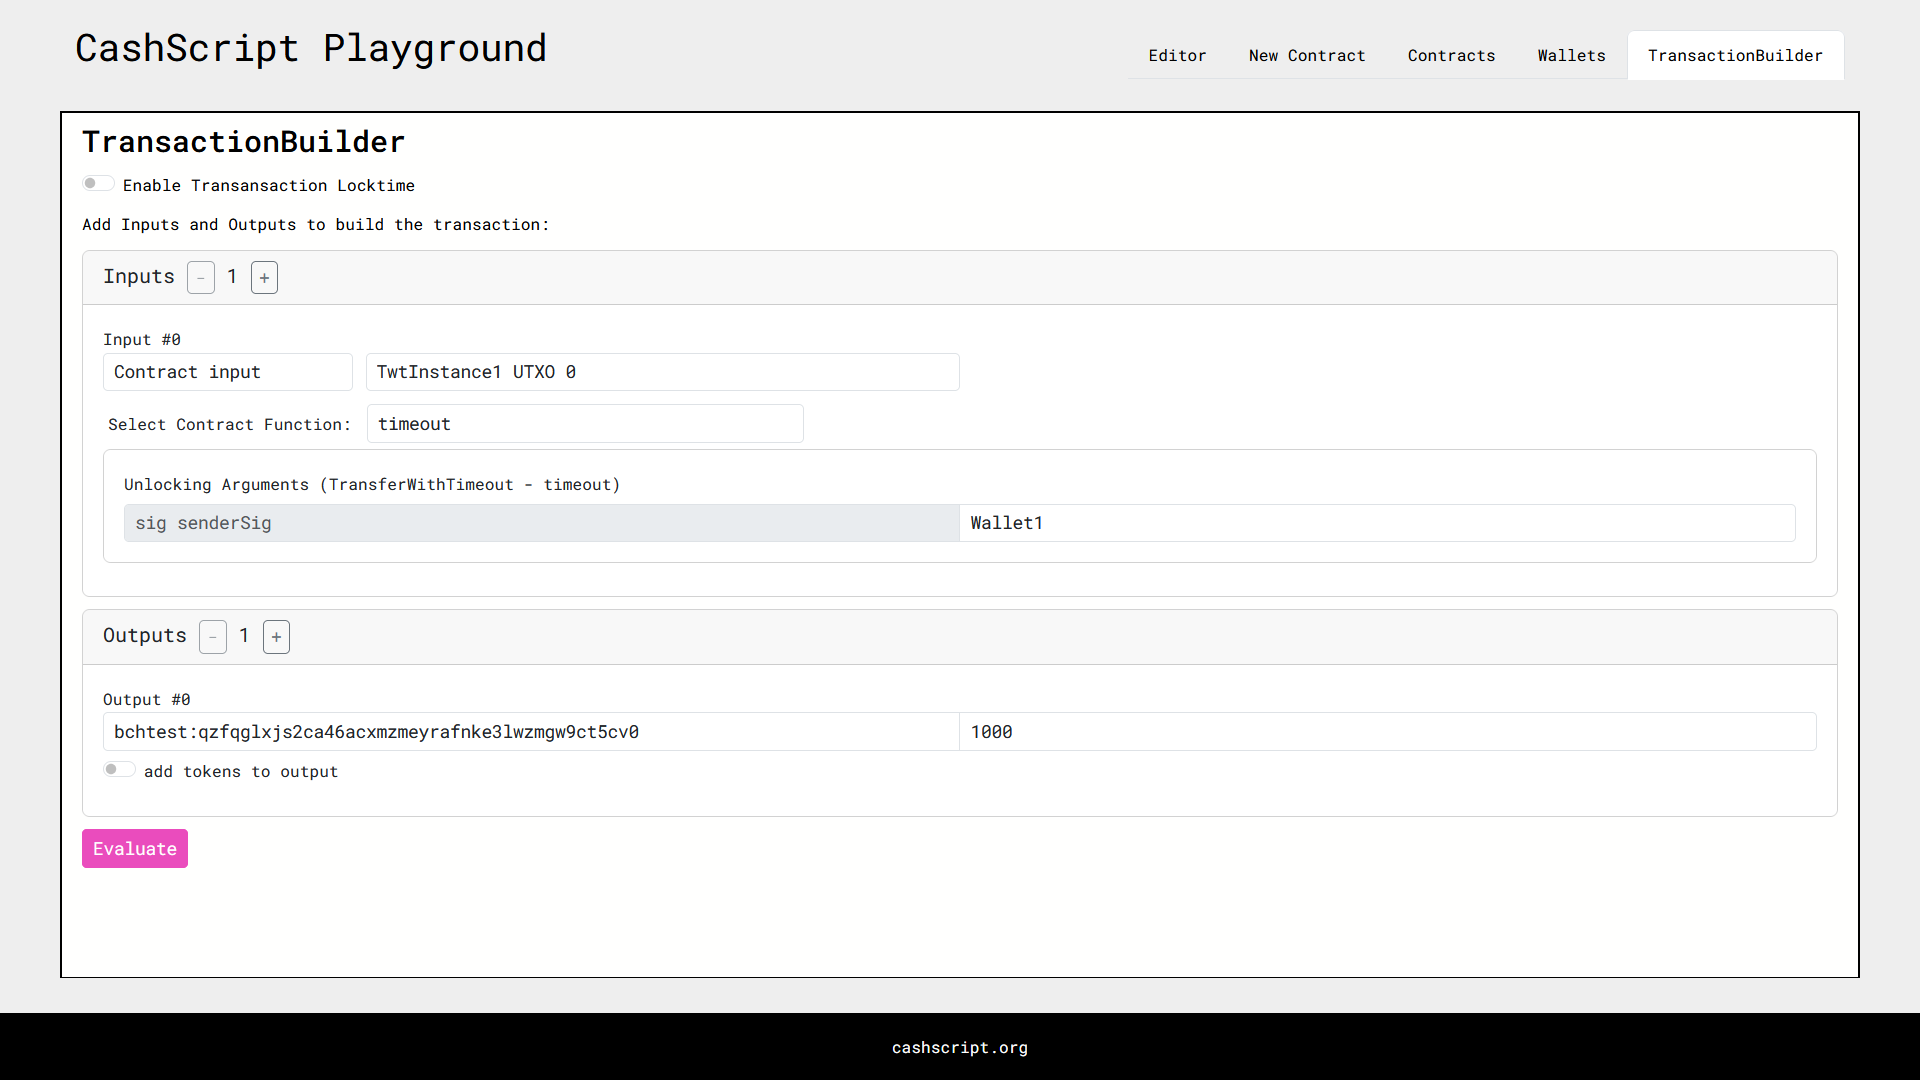 CashScript Playground
Editor New Contract Contracts Wallets TransactionBuilder
TransactionBuilder
Enable Transansaction Locktime
Add Inputs and Outputs to build the transaction:
Inputs - 1 +
Input #0
Contract input TwtInstance1 UTXO 0
Select Contract Function: timeout
Unlocking Arguments (TransferWithTimeout - timeout)
sig senderSig Wallet1
Outputs - 1 +
Output #0
bchtest:qzfqglxjs2ca46acxmzmeyrafnke3lwzmgw9ct5cv0 1000
add tokens to output
Evaluate
cashscript.org